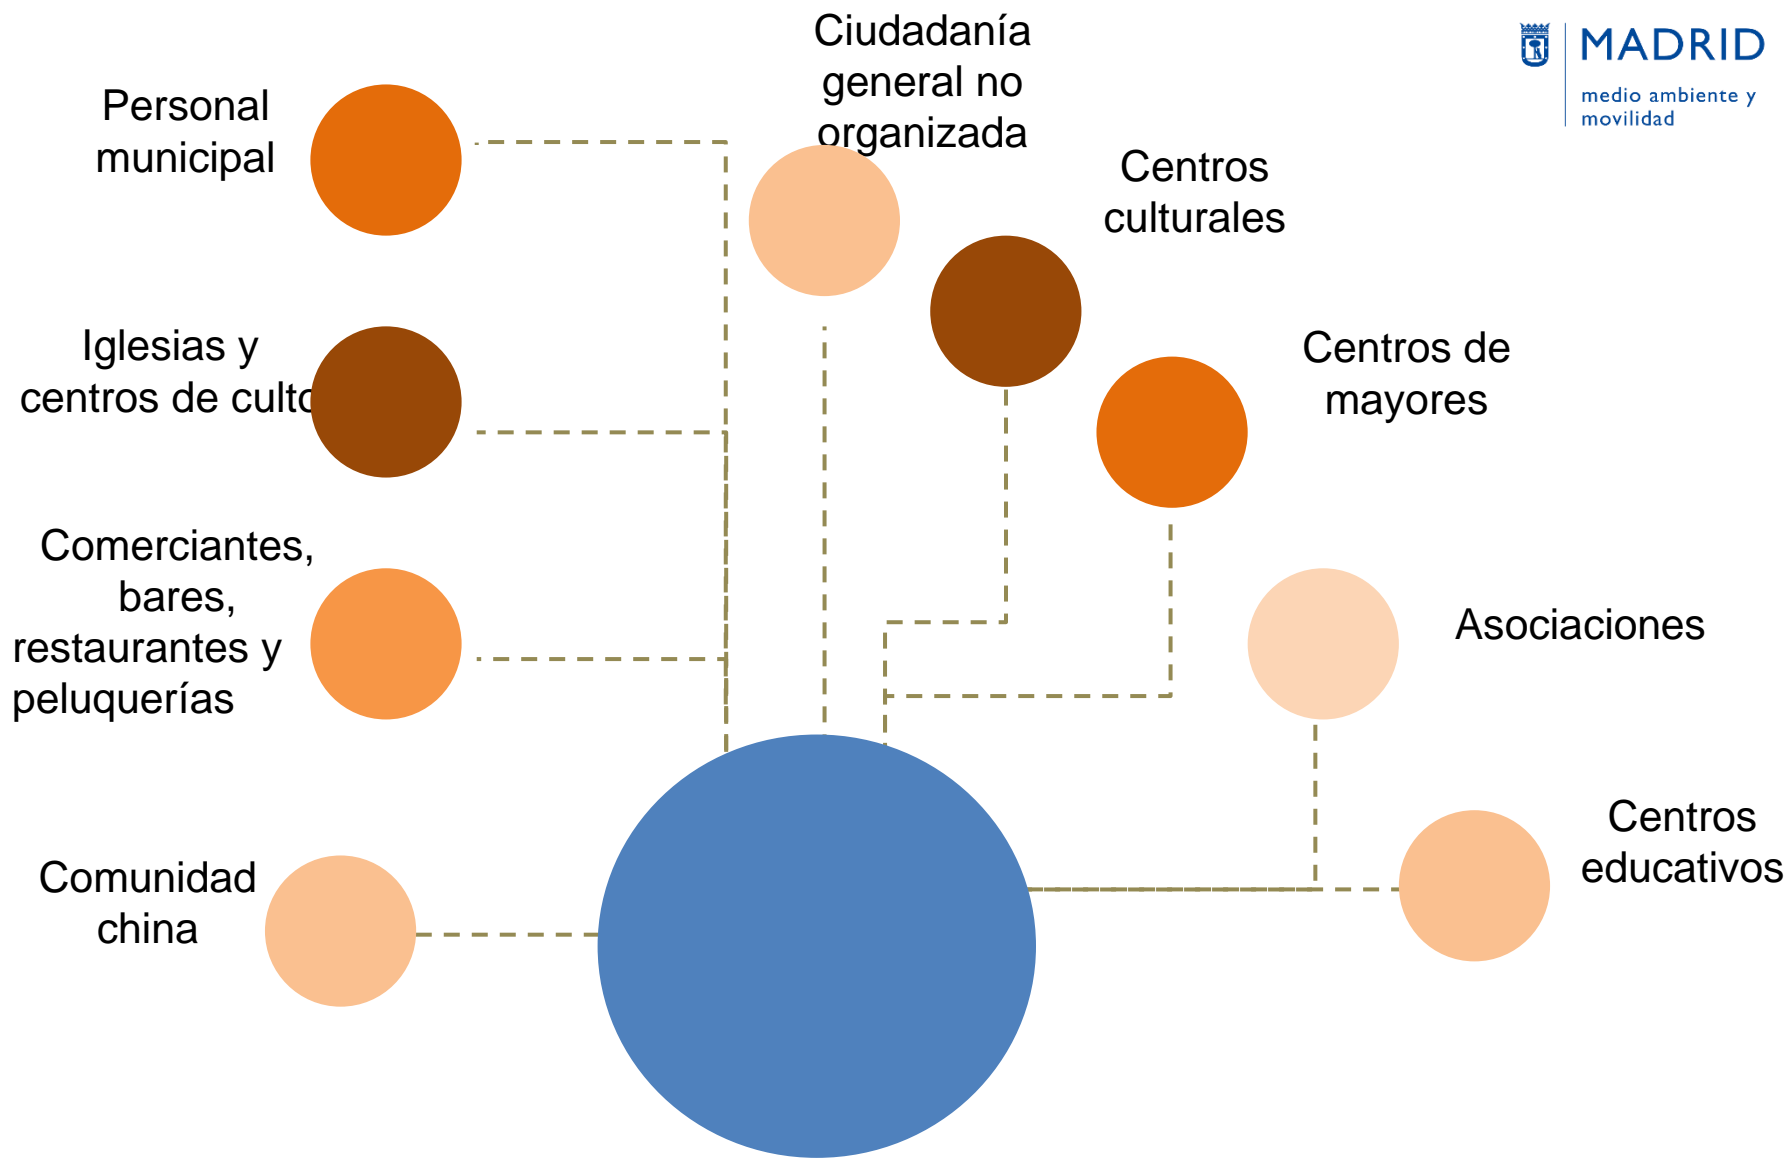 Ciudadanía
general no
organizada
MADRID
medio ambiente y
movilidad
Personal
municipal
Centros
culturales
Iglesias y
centros de culto
Centros de
mayores
Comerciantes,
bares,
restaurantes y
peluquerías
Asociaciones
Centros
educativos
Comunidad
china